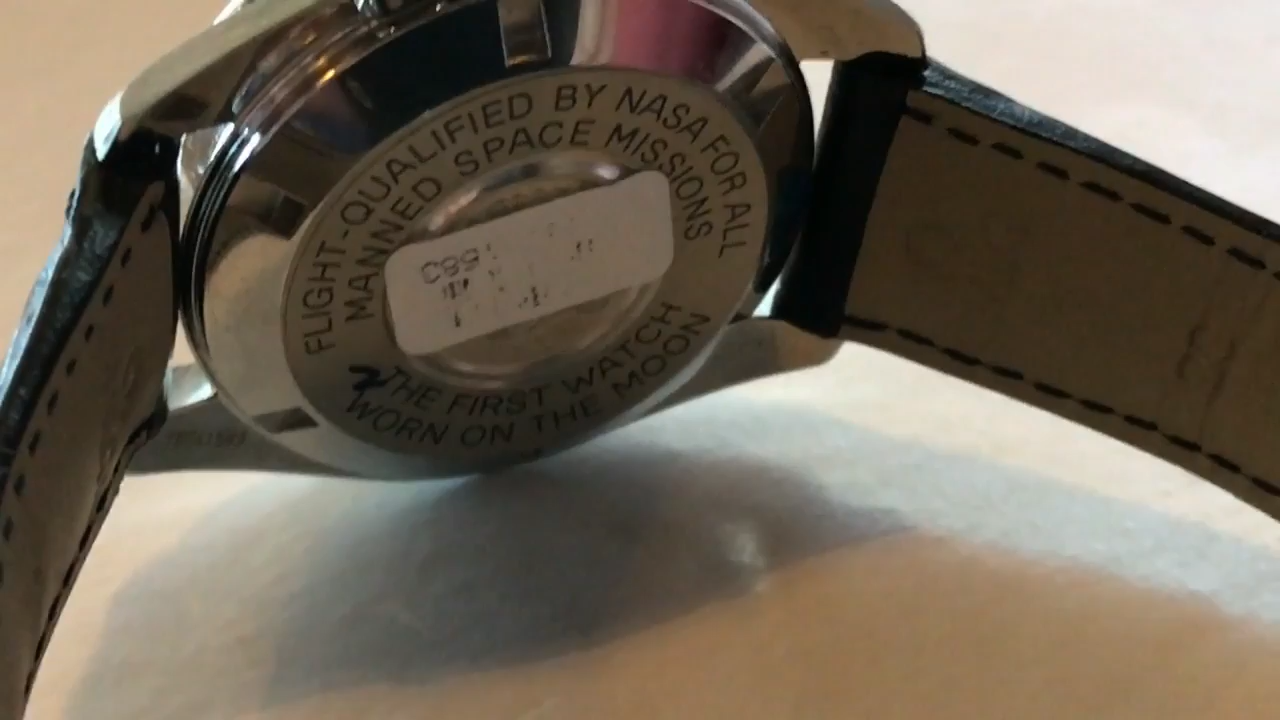 FLIGHT-QUALIFIED BY NASA FOR ALL
MANNED SPACE MISSIONS
THE FIRST WATCH
WORN ON THE MOON